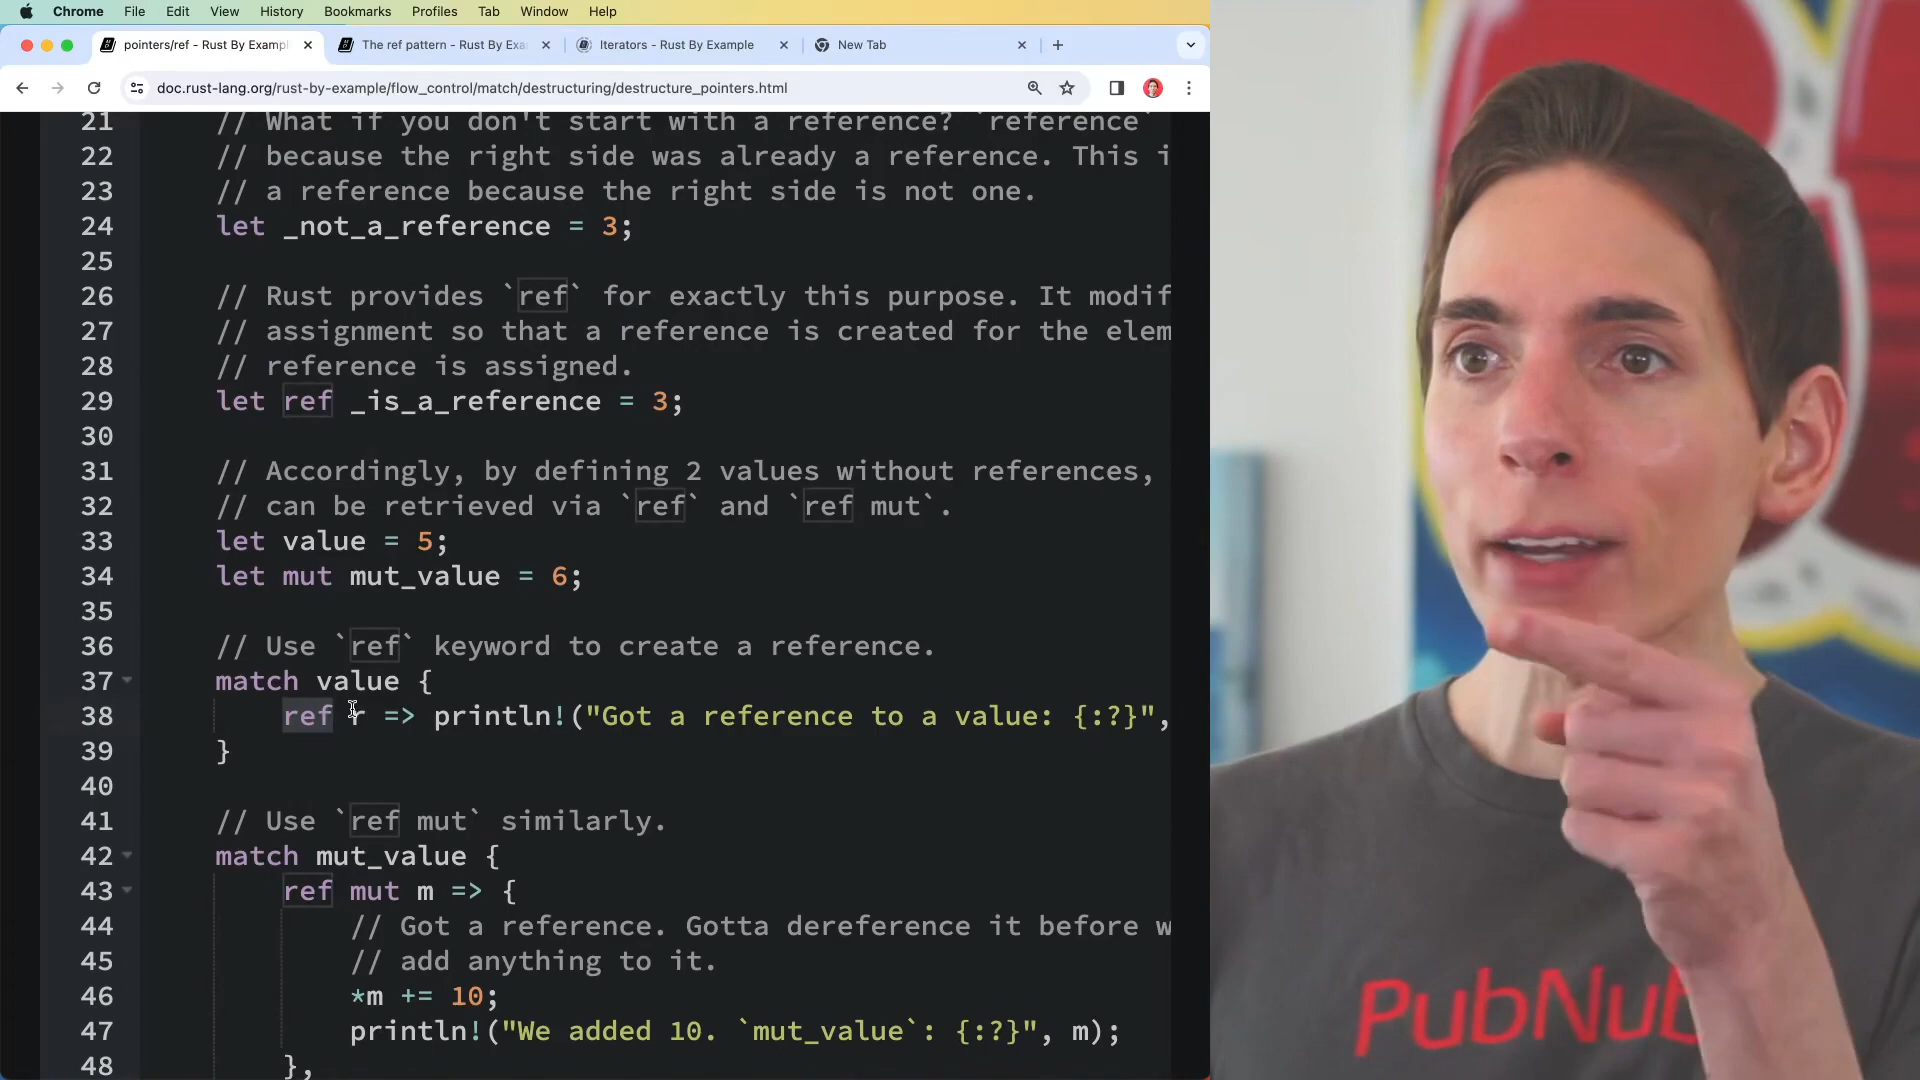 Chrome File Edit View History Bookmarks Profiles Tab Window Help
pointers/ref - Rust By Exampl The ref pattern - Rust By Exa Iterators - Rust By Example New Tab
doc.rust-lang.org/rust-by-example/flow_control/match/destructuring/destructure_pointers.html
21 // What if you don't start with a reference? `reference`
22 // because the right side was already a reference. This i
23 // a reference because the right side is not one.
24 let _not_a_reference = 3;
25
26 // Rust provides `ref` for exactly this purpose. It modif
27 // assignment so that a reference is created for the elem
28 // reference is assigned.
29 let ref _is_a_reference = 3;
30
31 // Accordingly, by defining 2 values without references,
32 // can be retrieved via `ref` and `ref mut`.
33 let value = 5;
34 let mut mut_value = 6;
35
36 // Use `ref` keyword to create a reference.
37 match value {
38 ref r => println!("Got a reference to a value: {:?}",
39 }
40
41 // Use `ref mut` similarly.
42 match mut_value {
43 ref mut m => {
44 // Got a reference. Gotta dereference it before w
45 // add anything to it.
46 *m += 10;
47 println!("We added 10. `mut_value`: {:?}", m);
48 },
PubNub